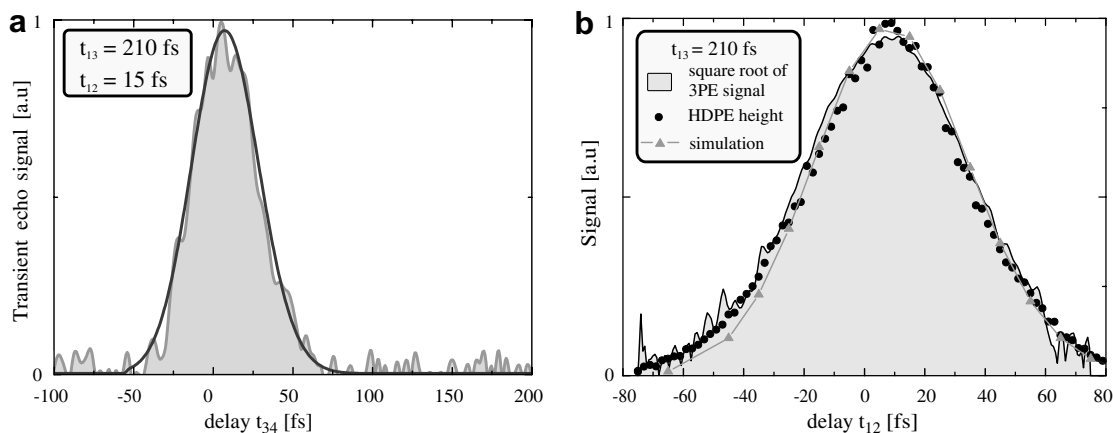 a
t₁₃ = 210 fs
t₁₂ = 15 fs
Transient echo signal [a.u]
1
0
-100 -50 0 50 100 150 200
delay t₃₄ [fs]
b
t₁₃ = 210 fs
square root of
3PE signal
HDPE height
simulation
Signal [a.u]
1
0
-80 -60 -40 -20 0 20 40 60 80
delay t₁₂ [fs]